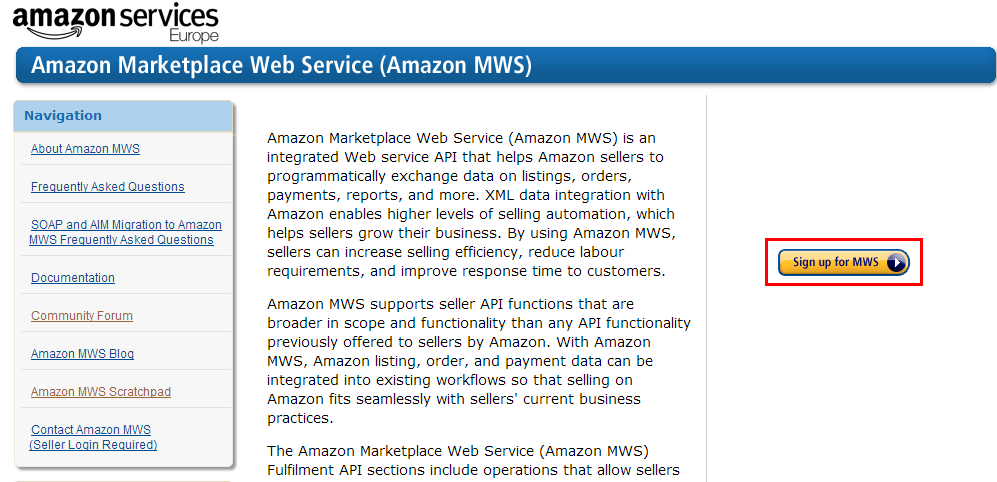 amazon services
Europe
Amazon Marketplace Web Service (Amazon MWS)
Navigation
About Amazon MWS
Frequently Asked Questions
SOAP and AIM Migration to Amazon
MWS Frequently Asked Questions
Documentation
Community Forum
Amazon MWS Blog
Amazon MWS Scratchpad
Contact Amazon MWS
(Seller Login Required)
Amazon Marketplace Web Service (Amazon MWS) is an
integrated Web service API that helps Amazon sellers to
programmatically exchange data on listings, orders,
payments, reports, and more. XML data integration with
Amazon enables higher levels of selling automation, which
helps sellers grow their business. By using Amazon MWS,
sellers can increase selling efficiency, reduce labour
requirements, and improve response time to customers.
Amazon MWS supports seller API functions that are
broader in scope and functionality than any API functionality
previously offered to sellers by Amazon. With Amazon
MWS, Amazon listing, order, and payment data can be
integrated into existing workflows so that selling on
Amazon fits seamlessly with sellers' current business
practices.
The Amazon Marketplace Web Service (Amazon MWS)
Fulfilment API sections include operations that allow sellers
Sign up for MWS